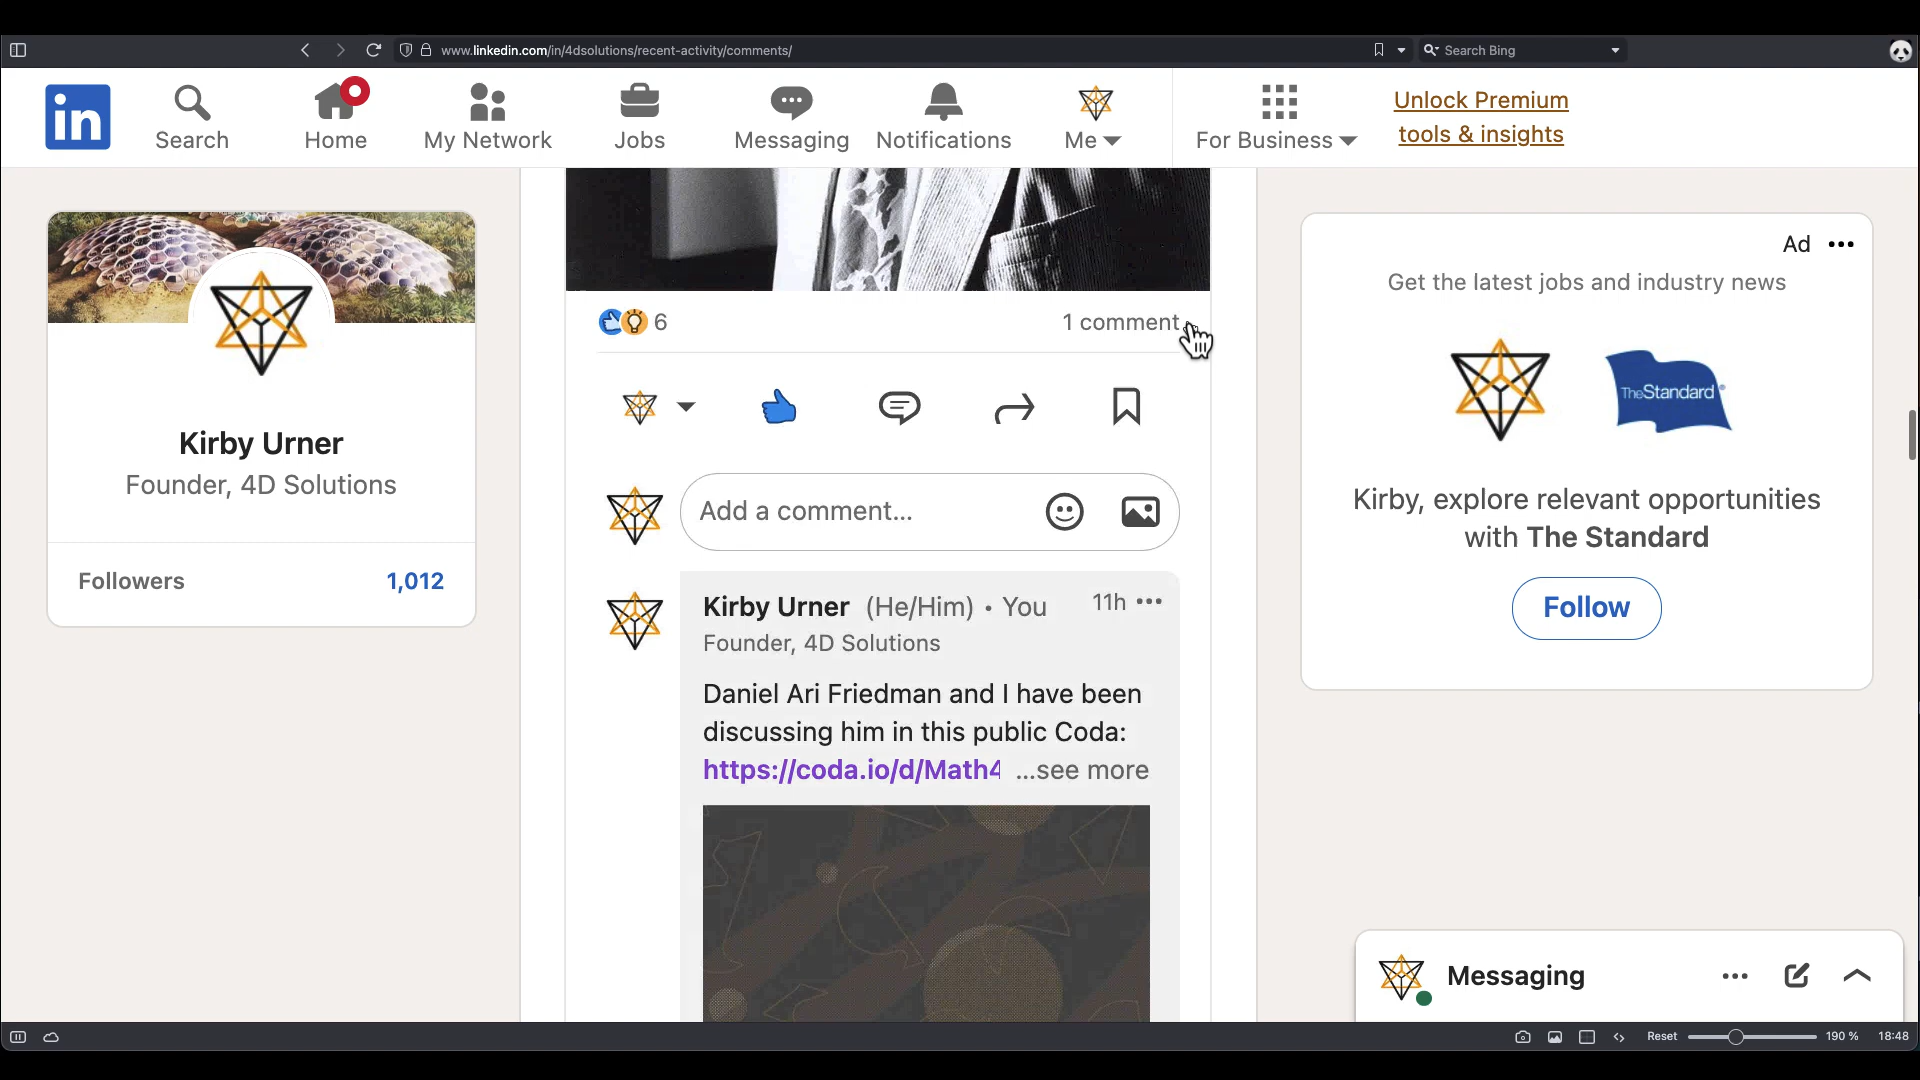 www.linkedin.com/in/4dsolutions/recent-activity/comments/
Search Bing
in
Search
Home
My Network
Jobs
Messaging
Notifications
Me
For Business
Unlock Premium
tools & insights
Kirby Urner
Founder, 4D Solutions
Followers 1,012
6
1 comment
Add a comment...
Kirby Urner (He/Him) • You 11h
Founder, 4D Solutions
Daniel Ari Friedman and I have been
discussing him in this public Coda:
https://coda.io/d/Math4 ...see more
Ad
Get the latest jobs and industry news
TheStandard®
Kirby, explore relevant opportunities
with The Standard
Follow
Messaging
Reset 190 % 18:48